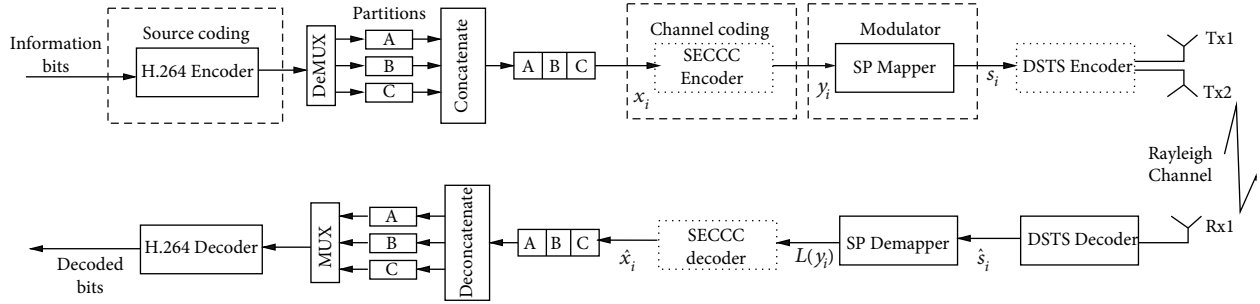 Information
bits
Source coding
H.264 Encoder
DeMUX
Partitions
A
B
C
Concatenate
A B C
x_i
Channel coding
SECCC
Encoder
y_i
Modulator
SP Mapper
s_i
DSTS Encoder
Tx1
Tx2
Rayleigh
Channel
Rx1
DSTS Decoder
ŝ_i
SP Demapper
L(y_i)
SECCC
decoder
x̂_i
A B C
Deconcatenate
A
B
C
MUX
H.264 Decoder
Decoded
bits